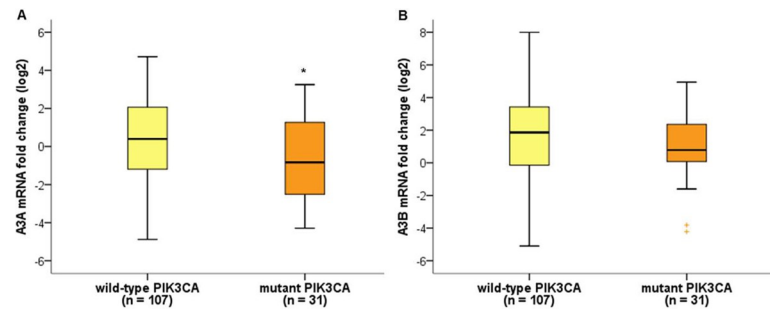 A
A3A mRNA fold change (log2)
6
4
2
0
-2
-4
-6
*
wild-type PIK3CA
(n = 107)
mutant PIK3CA
(n = 31)
B
A3B mRNA fold change (log2)
8
6
4
2
0
-2
-4
-6
wild-type PIK3CA
(n = 107)
mutant PIK3CA
(n = 31)